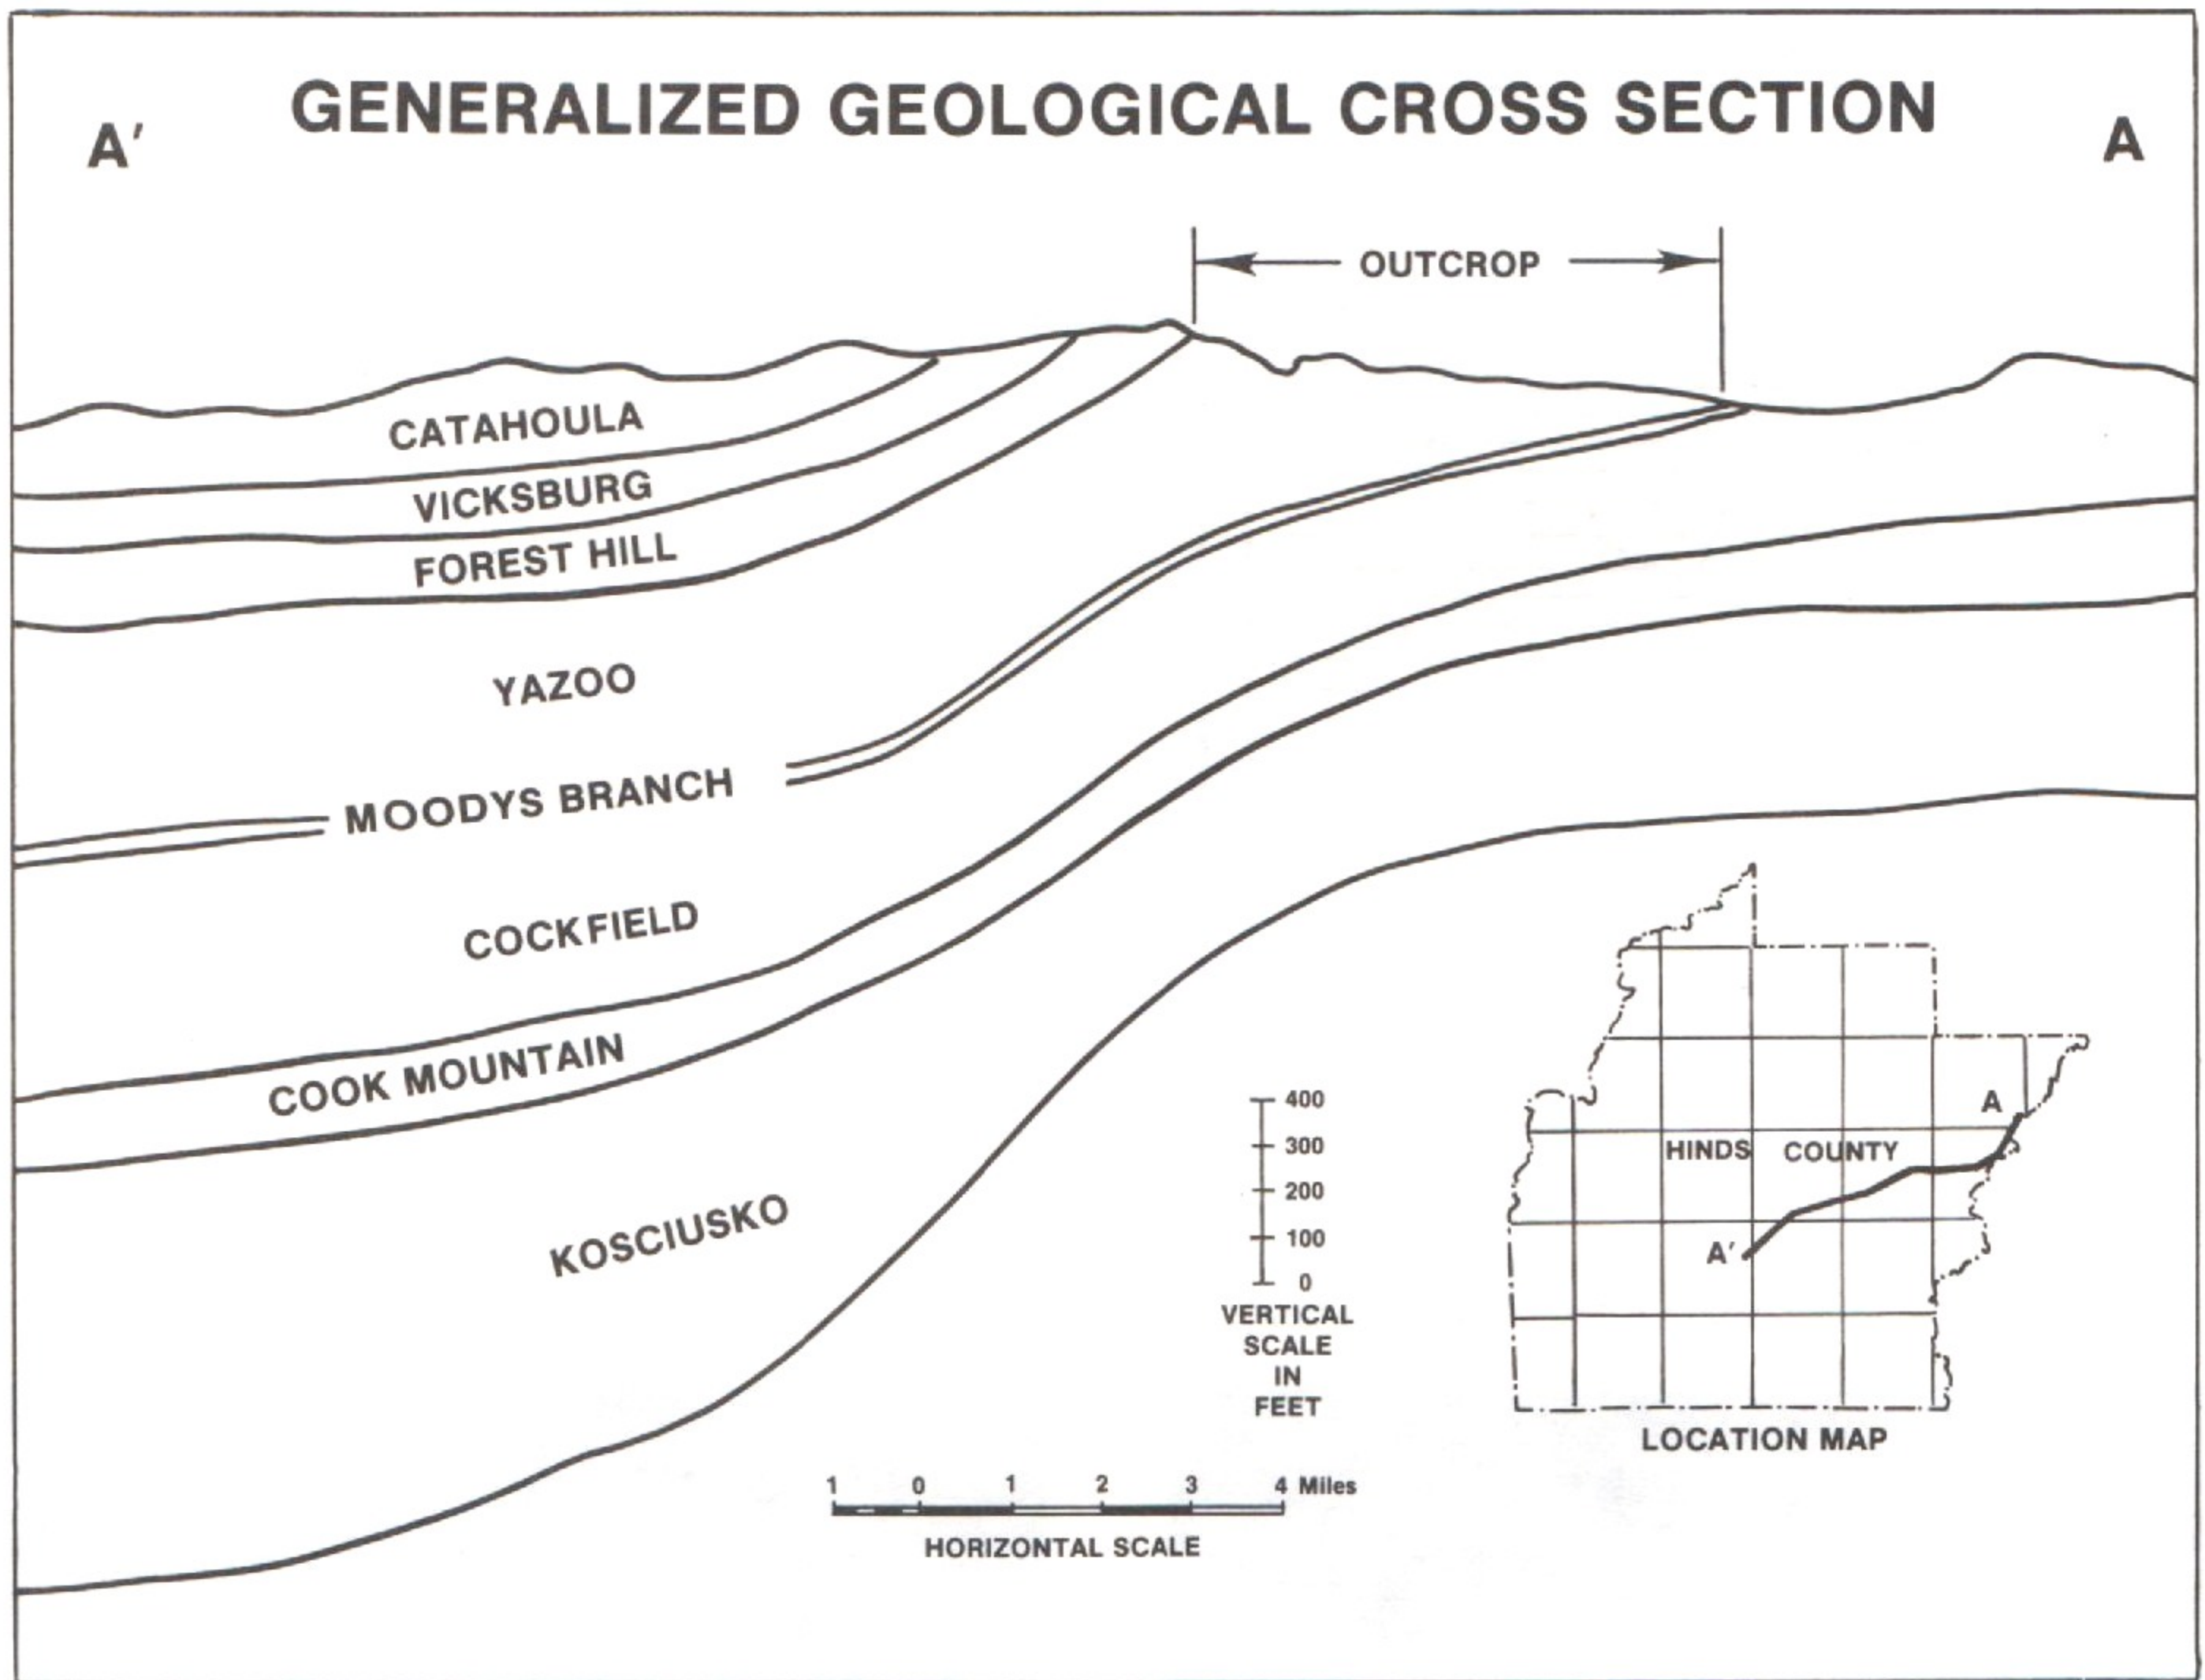 GENERALIZED GEOLOGICAL CROSS SECTION
A'
A
OUTCROP
CATAHOULA
VICKSBURG
FOREST HILL
YAZOO
MOODYS BRANCH
COCKFIELD
COOK MOUNTAIN
KOSCIUSKO
400
300
200
100
0
VERTICAL
SCALE
IN
FEET
1 0 1 2 3 4 Miles
HORIZONTAL SCALE
A
HINDS COUNTY
A'
LOCATION MAP